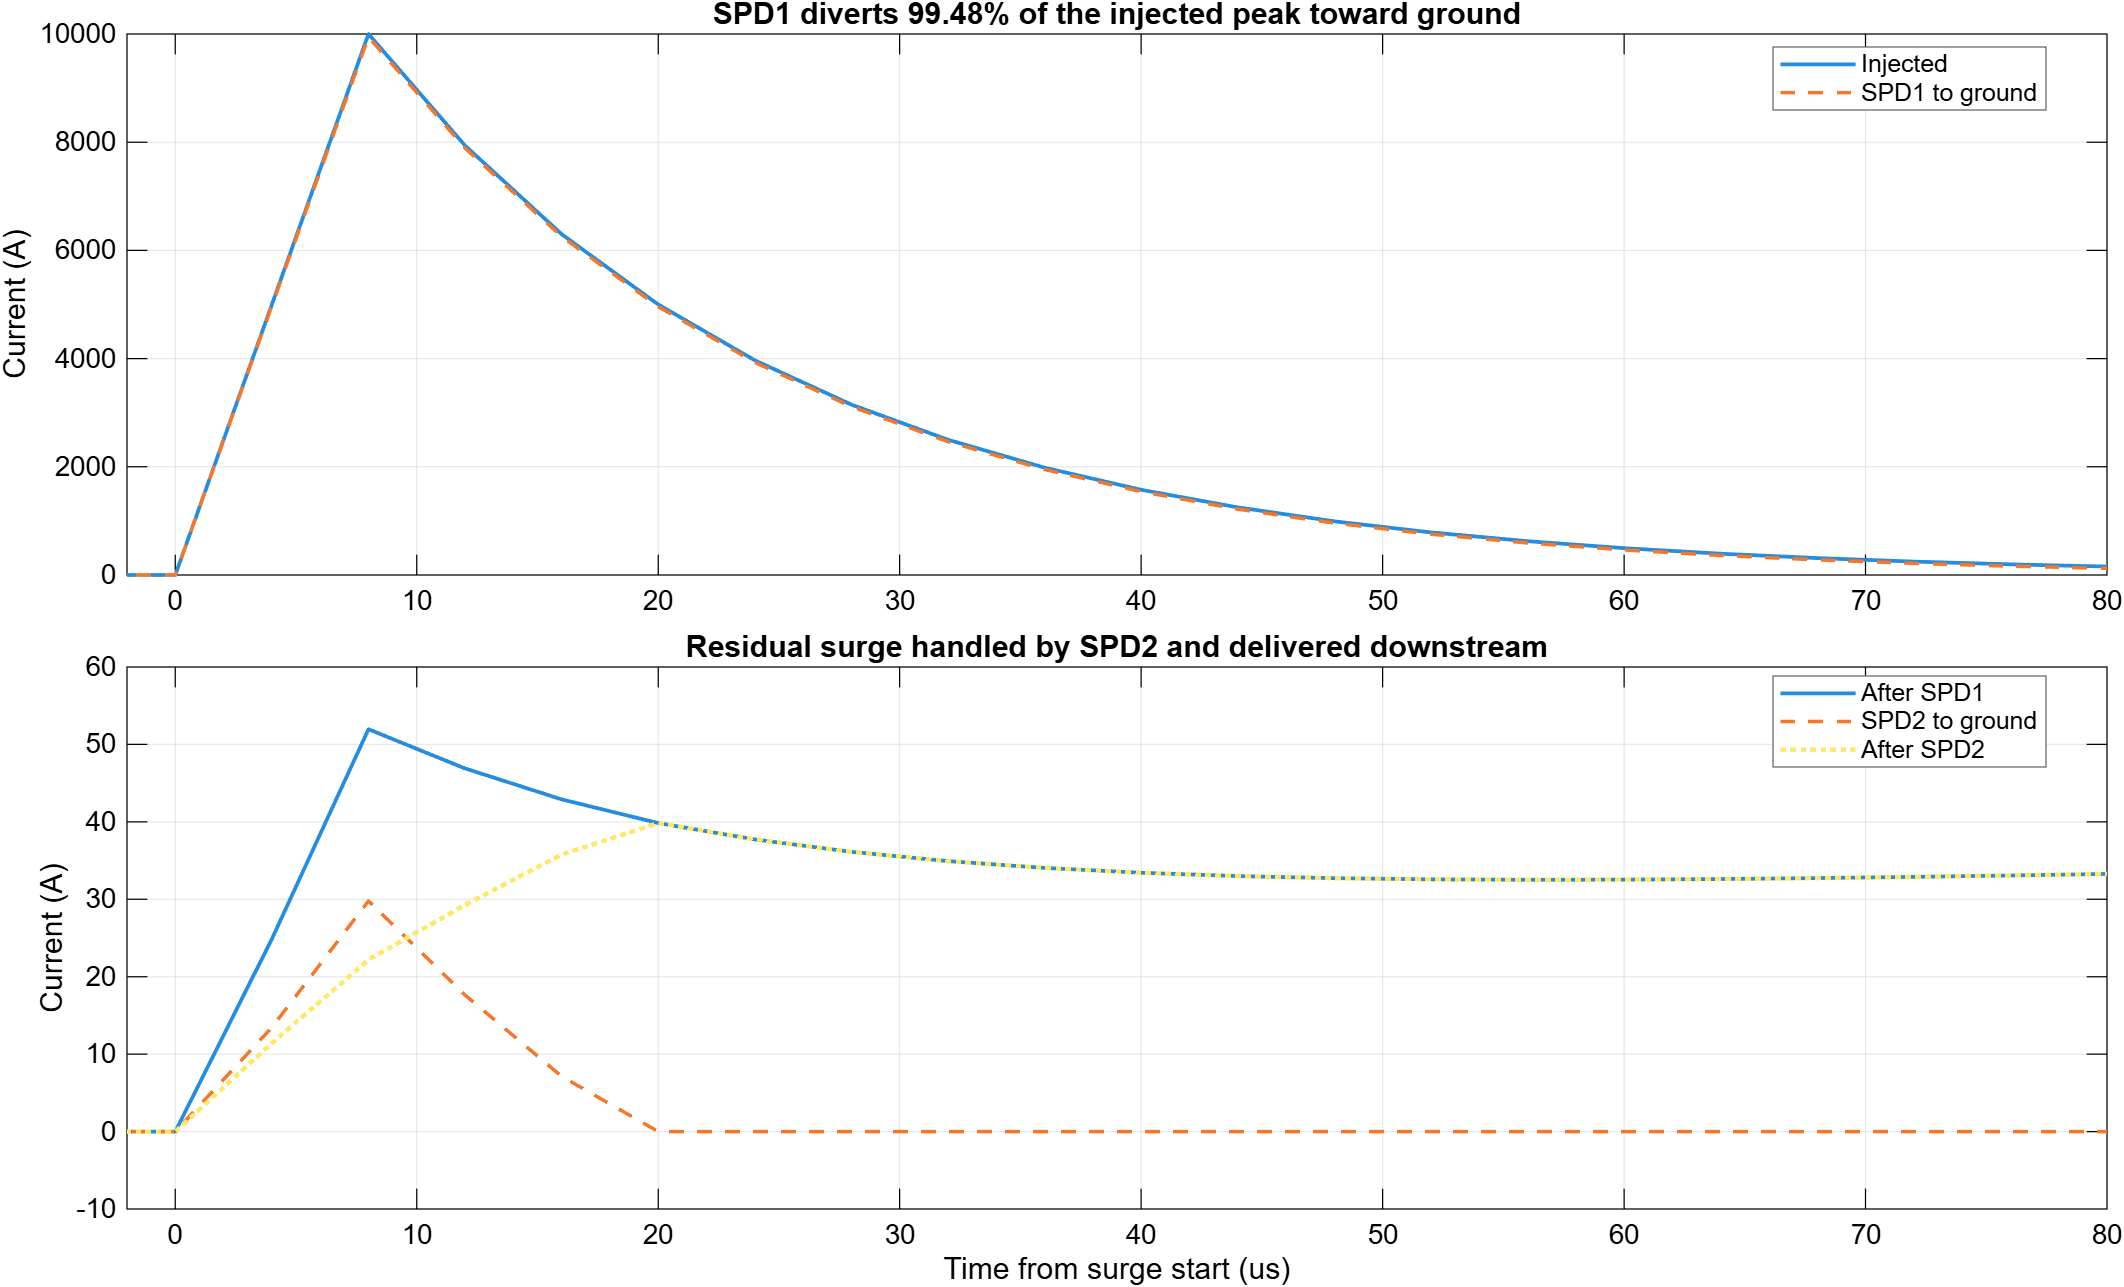 SPD1 diverts 99.48% of the injected peak toward ground
10000
8000
6000
4000
2000
0
Current (A)
Injected
SPD1 to ground
0 10 20 30 40 50 60 70 80
Residual surge handled by SPD2 and delivered downstream
60
50
40
30
20
10
0
-10
Current (A)
After SPD1
SPD2 to ground
After SPD2
0 10 20 30 40 50 60 70 80
Time from surge start (us)